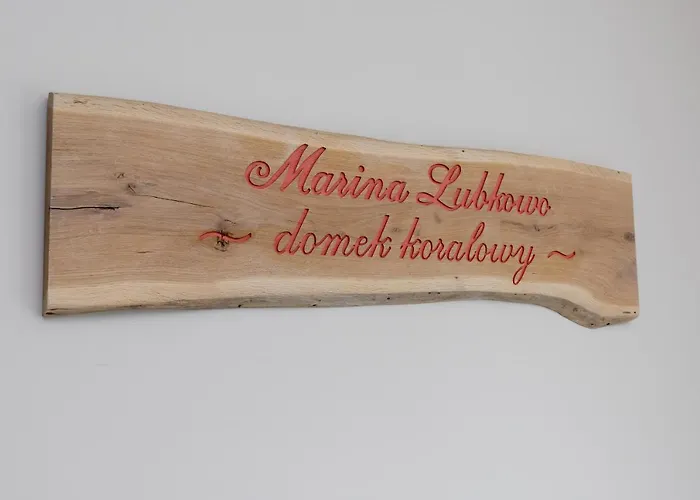 Marina Lubkowo
~ domek koralowy ~